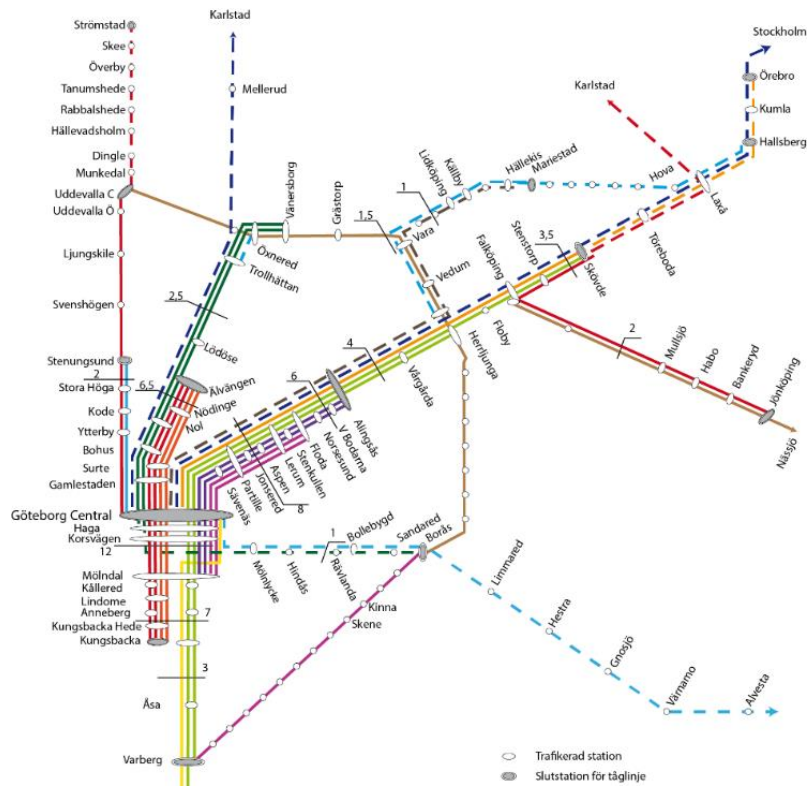 Karlstad
Stockholm
Strömstad
Skee
Överby
Tanumshede
Rabbalshede
Hällevadsholm
Dingle
Munkedal
Uddevalla C
Uddevalla Ö
Ljungskile
Svenshögen
Stenungsund
2
Stora Höga
Kode
Ytterby
Bohus
Surte
Gamlestaden
Göteborg Central
Haga
Korsvägen
12
Mölndal
Kållered
Lindome
Anneberg
Kungsbacka Hede
Kungsbacka
7
3
Åsa
Varberg
Mellerud
Vänersborg
Öxnered
Trollhättan
Grästorp
2,5
Lödöse
6,5
Älvängen
Nödinge
Nol
1
1,5
Lidköping
Källby
Hällekis
Mariestad
Hova
Vara
Vedum
Herrljunga
Karlstad
Örebro
Kumla
Hallsberg
Laxå
Töreboda
3,5
Skövde
Stenstorp
Falköping
Floby
4
Vårgårda
6
Alingsås
V Bodarna
Norsesund
Floda
Stenkullen
Lerum
Aspen
Jonsered
Partille
Sävenäs
8
2
Mullsjö
Habo
Bankeryd
Jönköping
Nässjö
1
Mölnlycke
Hindås
Rävlanda
Bollebygd
Sandared
Borås
Kinna
Skene
Limmared
Hestra
Gnosjö
Värnamo
Alvesta
Trafikerad station
Slutstation för tåglinje